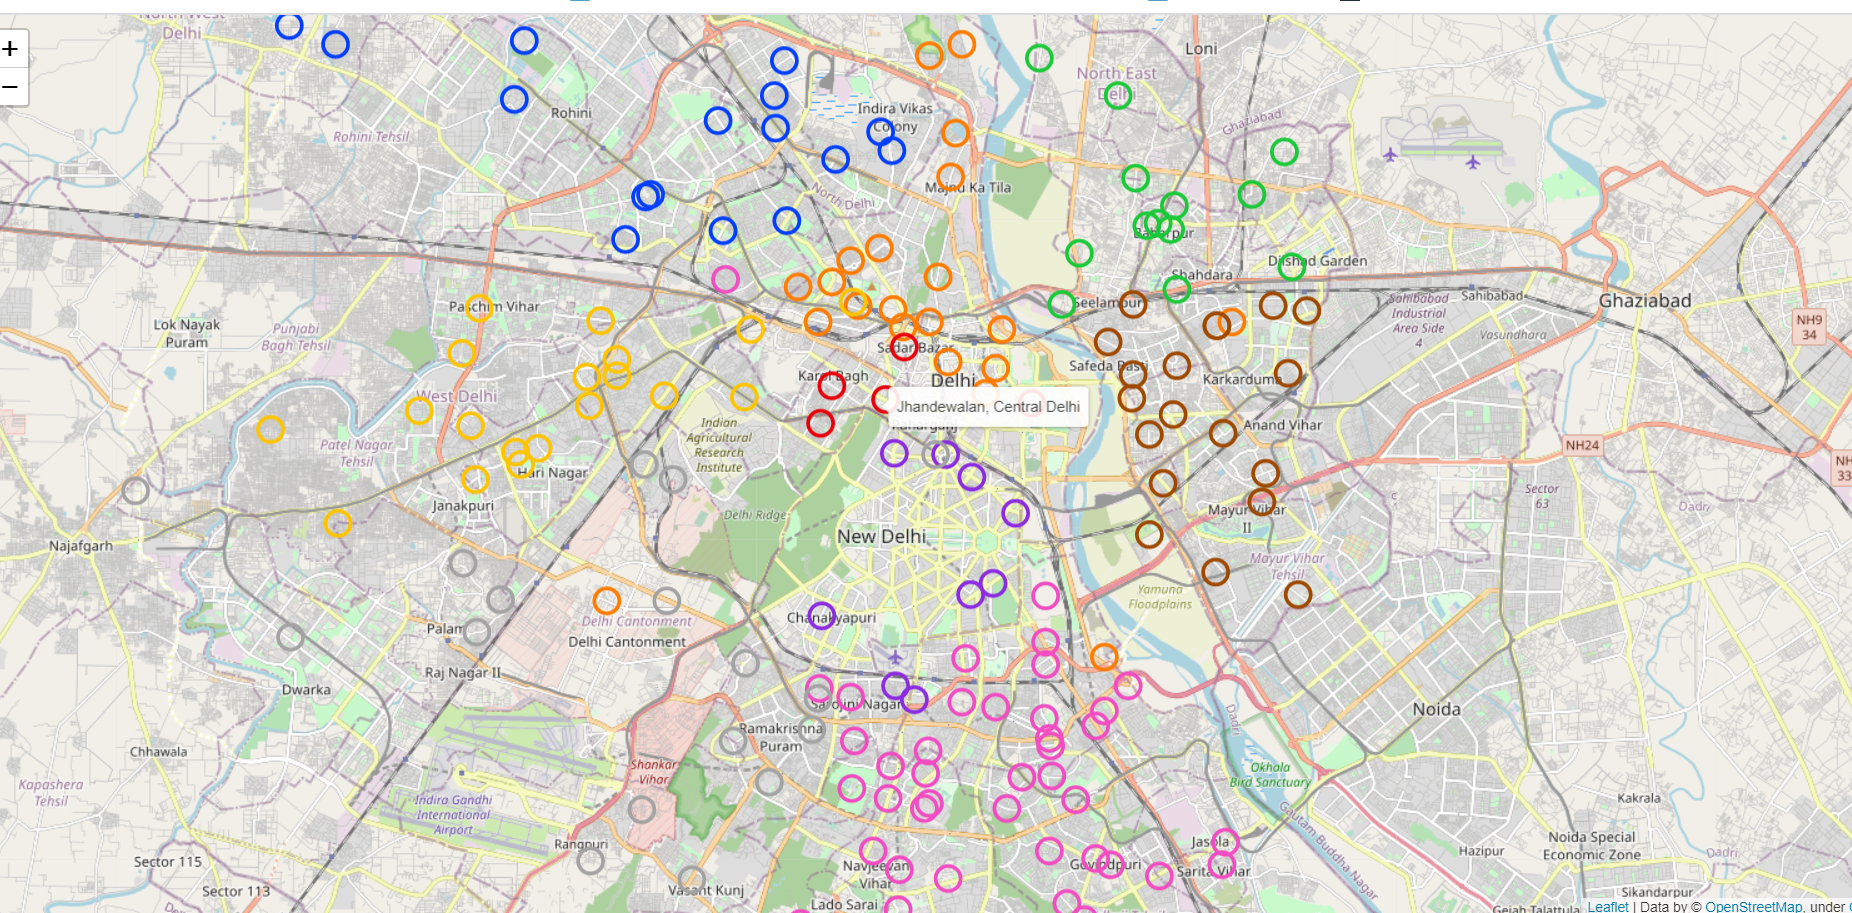 North West
Delhi
+
−
Loni
North East
Delhi
Rohini
Indira Vikas
Colony
Ghaziabad
Rohini Tehsil
North Delhi
Majnu Ka Tila
Babarpur
Dilshad Garden
Shahdara
Paschim Vihar
Seelampur
Sahibabad
Ghaziabad
Lok Nayak
Puram
Punjabi
Bagh Tehsil
Sahibabad
Industrial
Area Side
4
NH9
34
Vasundhara
Sadar Bazar
Safeda Basti
Karol Bagh
Delhi
Karkarduma
West Delhi
Jhandewalan, Central Delhi
Paharganj
Indian
Agricultural
Research
Institute
Anand Vihar
Patel Nagar
Tehsil
NH24
Hari Nagar
Janakpuri
Sector
63
Dadri
Delhi Ridge
Mayur Vihar
II
New Delhi
Najafgarh
Mayur Vihar
Tehsil
Yamuna
Floodplains
Chanakyapuri
Delhi Cantonment
Palam
Delhi Cantonment
Raj Nagar II
Dwarka
Sarojini Nagar
Noida
Dadri
Ramakrishna
Puram
Chhawala
Shankar
Vihar
Okhala
Bird Sanctuary
Kapashera
Tehsil
Indira Gandhi
International
Airport
Kakrala
Gautam Buddha Nagar
Rangpuri
Jasola
Noida Special
Economic Zone
Hazipur
Dadri
Sector 115
Navjeevan
Vihar
Govindpuri
Sarita Vihar
Sector 113
Vasant Kunj
Sikandarpur
Lado Sarai
Gejah Talattula
Leaflet | Data by © OpenStreetMap, under